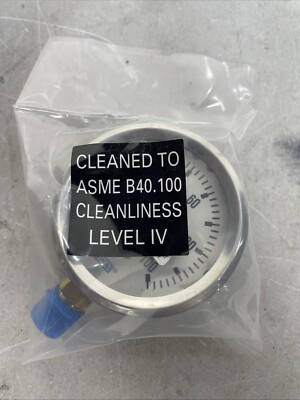 CLEANED TO
ASME B40.100
CLEANLINESS
LEVEL IV